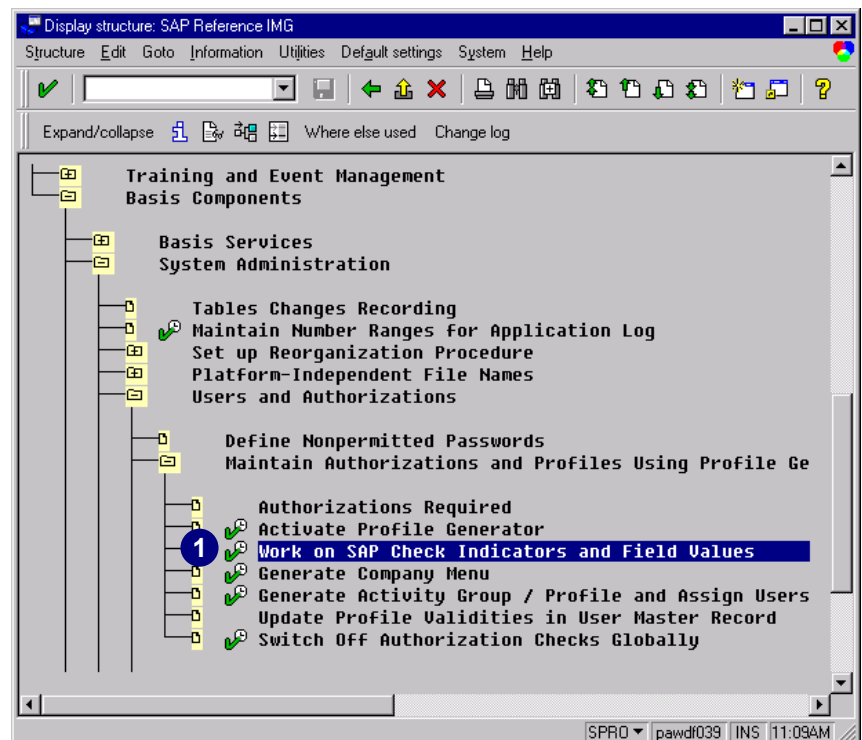 Display structure: SAP Reference IMG
Structure Edit Goto Information Utilities Default settings System Help
Expand/collapse Where else used Change log
Training and Event Management
Basis Components
Basis Services
System Administration
Tables Changes Recording
Maintain Number Ranges for Application Log
Set up Reorganization Procedure
Platform-Independent File Names
Users and Authorizations
Define Nonpermitted Passwords
Maintain Authorizations and Profiles Using Profile Ge
Authorizations Required
Activate Profile Generator
1 Work on SAP Check Indicators and Field Values
Generate Company Menu
Generate Activity Group / Profile and Assign Users
Update Profile Validities in User Master Record
Switch Off Authorization Checks Globally
SPRO pawdf039 INS 11:09AM